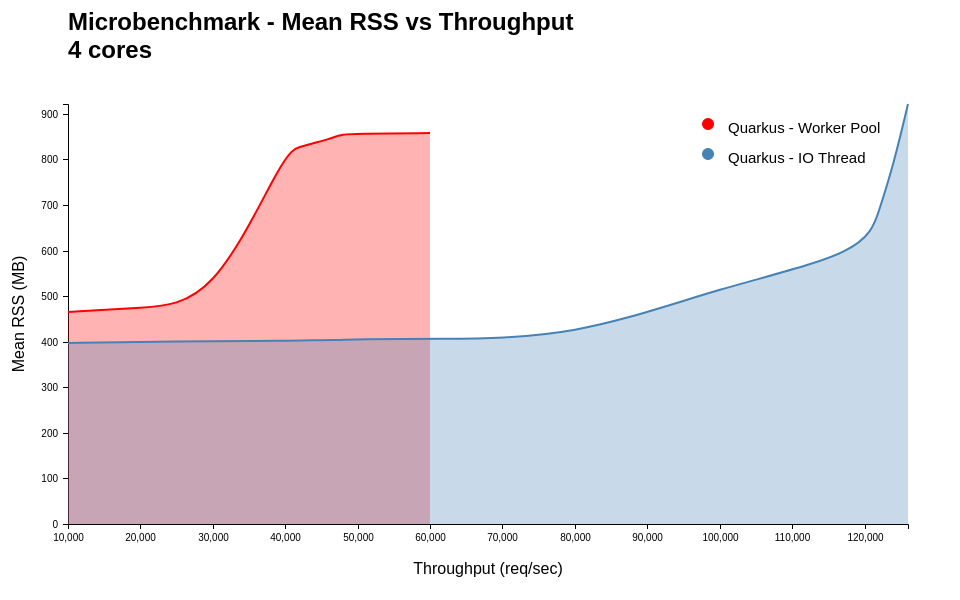 Microbenchmark - Mean RSS vs Throughput
4 cores
Quarkus - Worker Pool
Quarkus - IO Thread
Mean RSS (MB)
900
800
700
600
500
400
300
200
100
0
10,000 20,000 30,000 40,000 50,000 60,000 70,000 80,000 90,000 100,000 110,000 120,000
Throughput (req/sec)